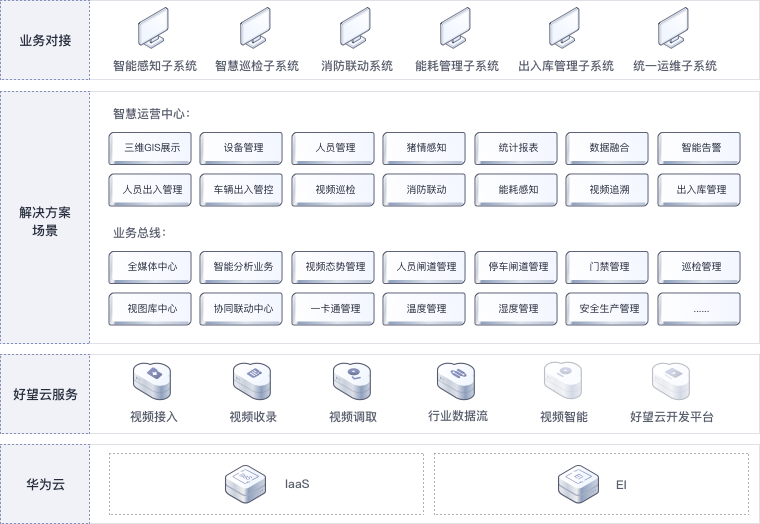 业务对接
智能感知子系统
智慧巡检子系统
消防联动系统
能耗管理子系统
出入库管理子系统
统一运维子系统
解决方案
场景
智慧运营中心:
三维GIS展示
设备管理
人员管理
猪情感知
统计报表
数据融合
智能告警
人员出入管理
车辆出入管控
视频巡检
消防联动
能耗感知
视频追溯
出入库管理
业务总线:
全媒体中心
智能分析业务
视频态势管理
人员闸道管理
停车闸道管理
门禁管理
巡检管理
视图库中心
协同联动中心
一卡通管理
温度管理
湿度管理
安全生产管理
......
好望云服务
视频接入
视频收录
视频调取
行业数据流
视频智能
好望云开发平台
华为云
IaaS
IaaS
EI
EI